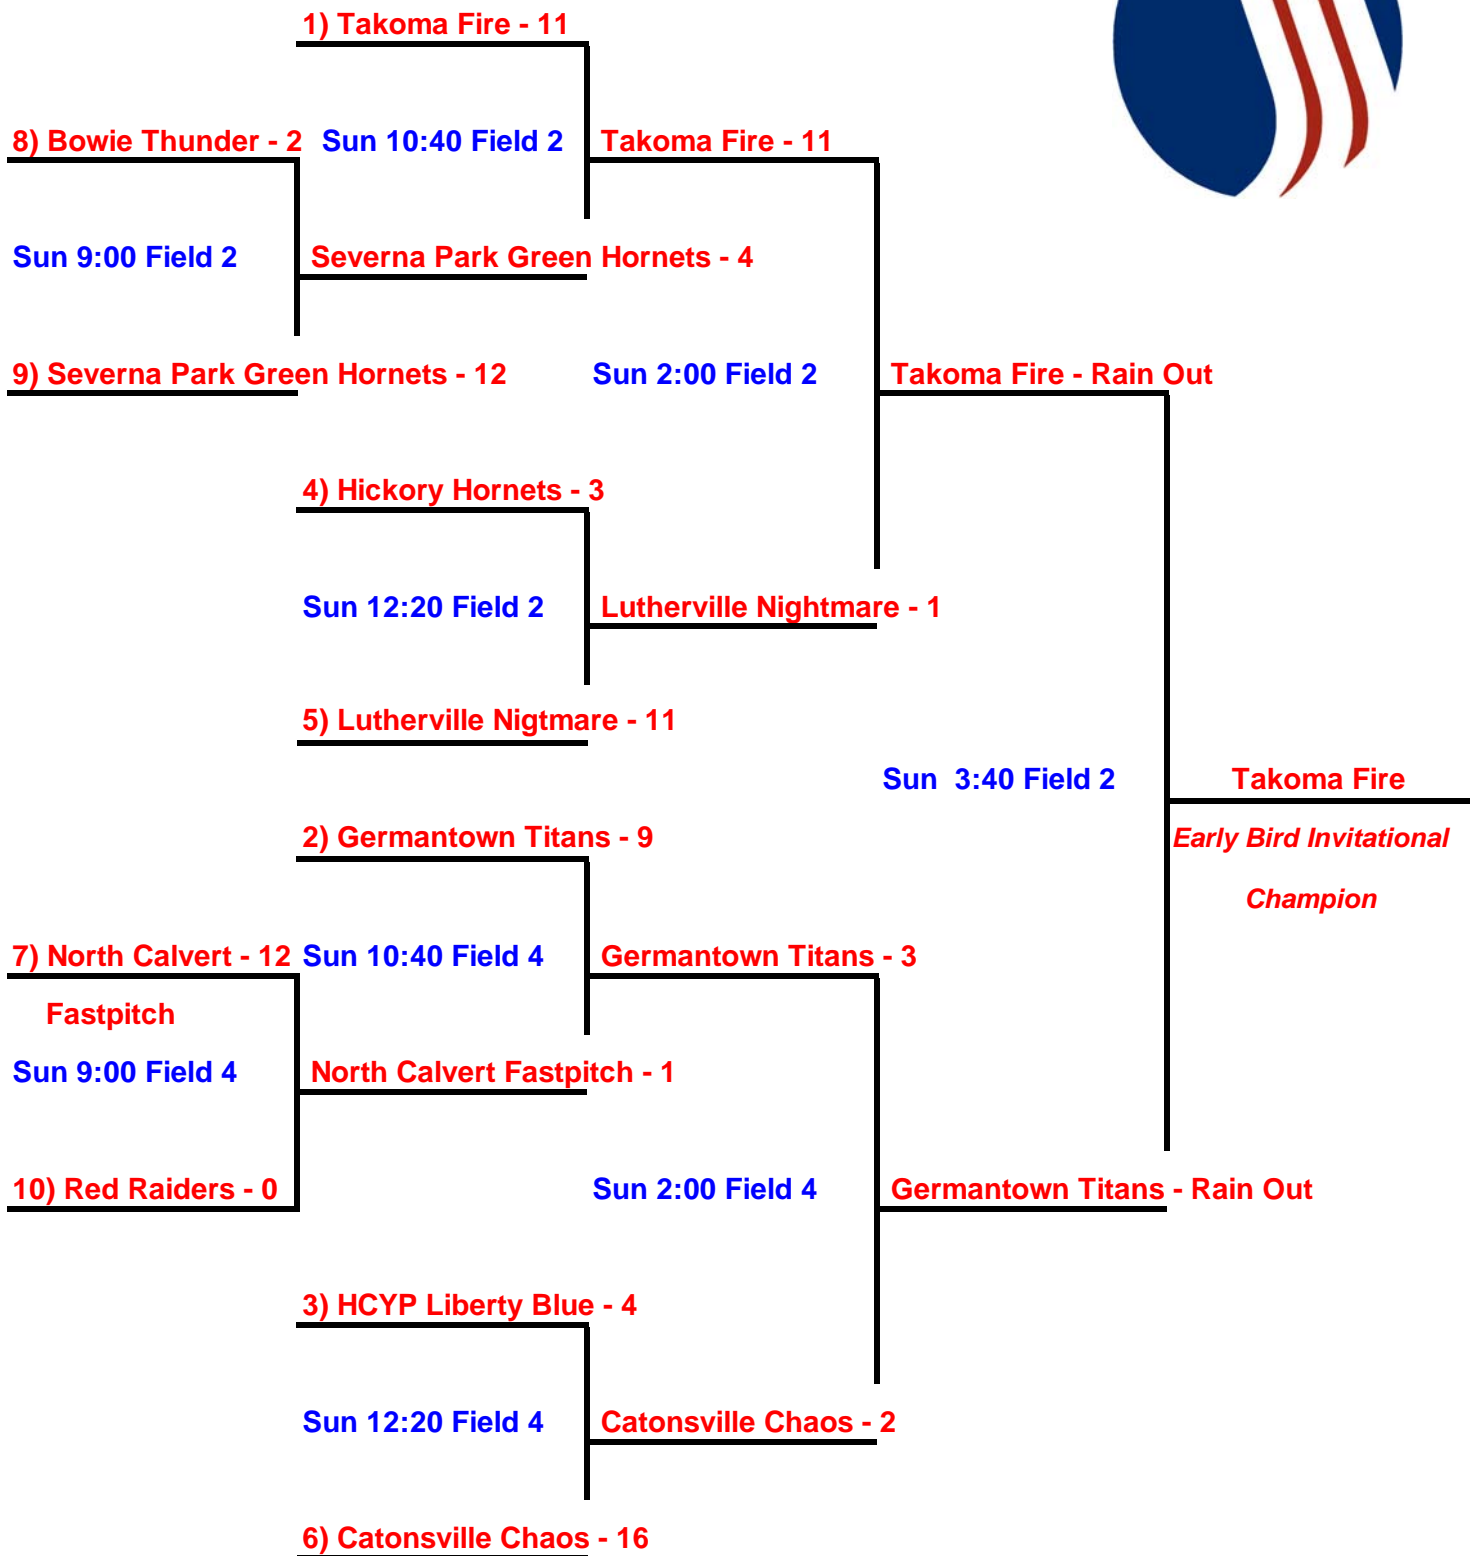 1) Takoma Fire - 11
8) Bowie Thunder - 2 Sun 10:40 Field 2 Takoma Fire - 11
Sun 9:00 Field 2 Severna Park Green Hornets - 4
9) Severna Park Green Hornets - 12 Sun 2:00 Field 2 Takoma Fire - Rain Out
4) Hickory Hornets - 3
Sun 12:20 Field 2 Lutherville Nightmare - 1
5) Lutherville Nigtmare - 11
Sun 3:40 Field 2 Takoma Fire
2) Germantown Titans - 9 Early Bird Invitational
Champion
7) North Calvert - 12 Sun 10:40 Field 4 Germantown Titans - 3
Fastpitch
Sun 9:00 Field 4 North Calvert Fastpitch - 1
10) Red Raiders - 0 Sun 2:00 Field 4 Germantown Titans - Rain Out
3) HCYP Liberty Blue - 4
Sun 12:20 Field 4 Catonsville Chaos - 2
6) Catonsville Chaos - 16